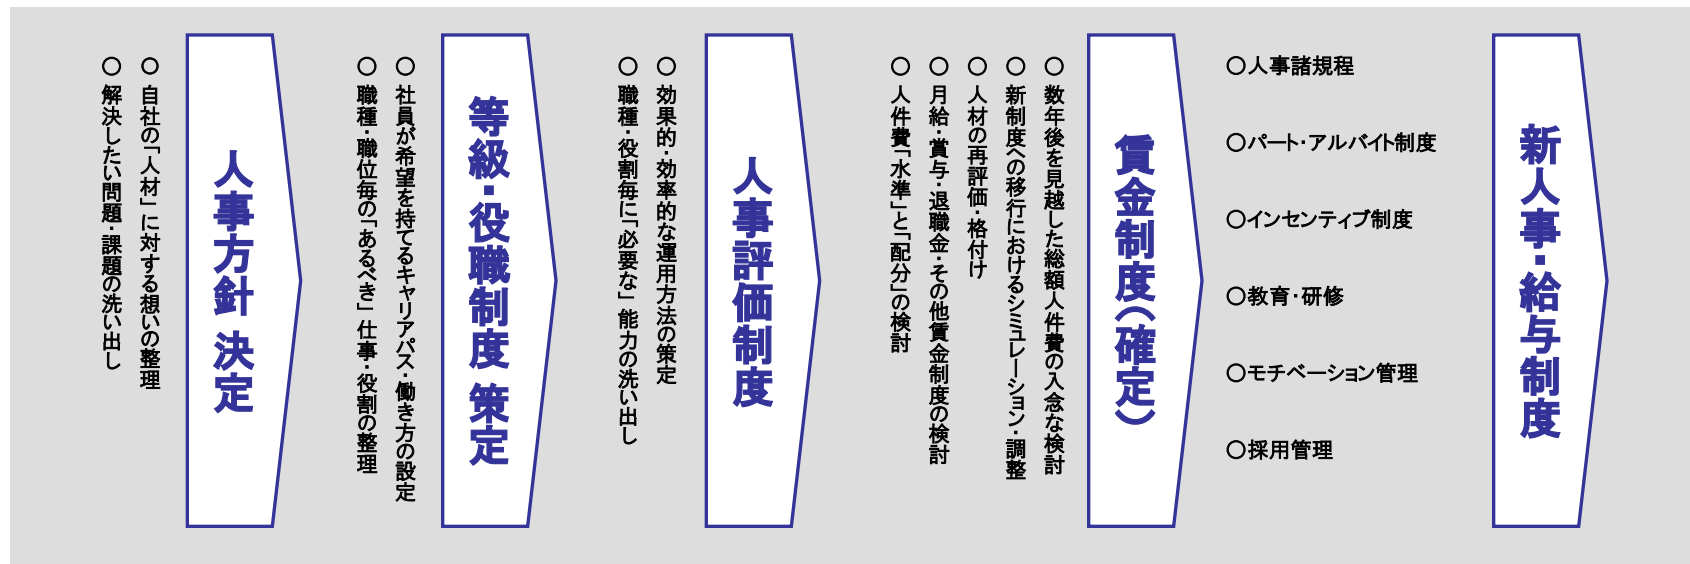 ○ 自社の「人材」に対する想いの整理
○ 解決したい問題・課題の洗い出し
人事方針 決定
○ 社員が希望を持てるキャリアパス・働き方の設定
○ 職種・職位毎の「あるべき」仕事・役割の整理
等級・役職制度 策定
○ 効果的・効率的な運用方法の策定
○ 職種・役割毎に「必要な」能力の洗い出し
人事評価制度
○ 数年後を見越した総額人件費の入念な検討
○ 新制度への移行におけるシミュレーション・調整
○ 人材の再評価・格付け
○ 月給・賞与・退職金・その他賃金制度の検討
○ 人件費「水準」と「配分」の検討
賃金制度（確定）
○人事諸規程
○パート・アルバイト制度
○インセンティブ制度
○教育・研修
○モチベーション管理
○採用管理
新人事・給与制度